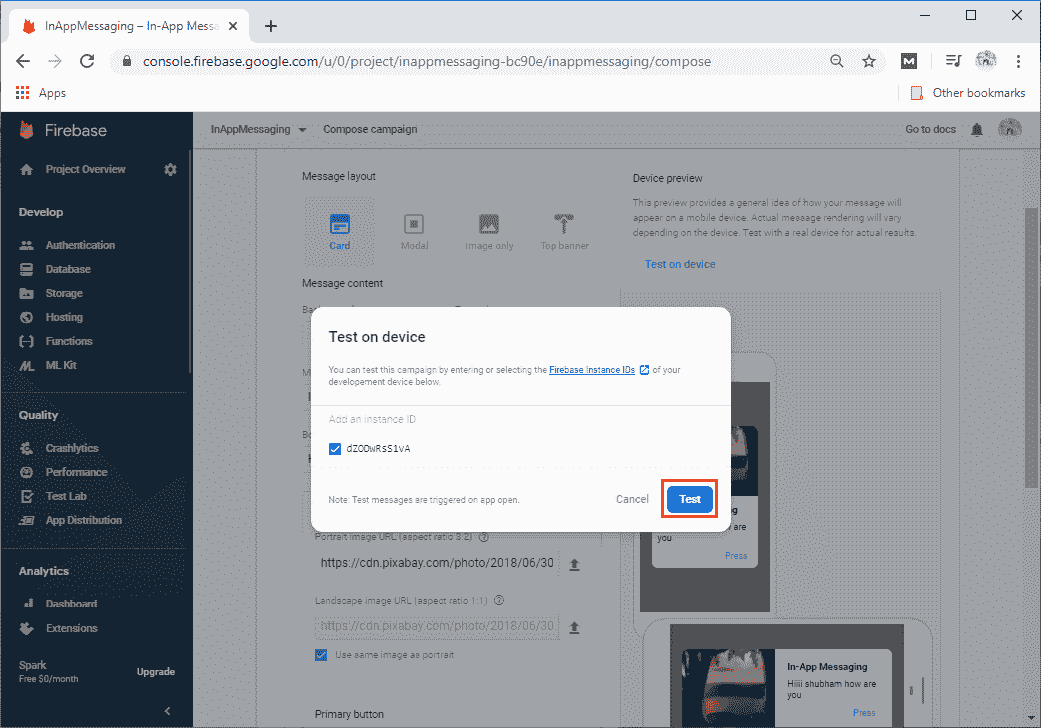 InAppMessaging – In-App Messa
console.firebase.google.com/u/0/project/inappmessaging-bc90e/inappmessaging/compose
M
Apps
Other bookmarks
Firebase
InAppMessaging
Compose campaign
Go to docs
Project Overview
Develop
Authentication
Database
Storage
Hosting
Functions
ML Kit
Quality
Crashlytics
Performance
Test Lab
App Distribution
Analytics
Dashboard
Extensions
Spark
Free $0/month
Upgrade
Message layout
Card
Modal
Image only
Top banner
Message content
Device preview
This preview provides a general idea of how your message will
appear on a mobile device. Actual message rendering will vary
depending on the device. Test with a real device for actual results.
Test on device
Test on device
You can test this campaign by entering or selecting the Firebase Instance IDs of your
developement device below.
Add an instance ID
dZODwRsS1vA
Note: Test messages are triggered on app open.
Cancel
Test
Portrait image URL (aspect ratio 3:2)
https://cdn.pixabay.com/photo/2018/06/30
Landscape image URL (aspect ratio 1:1)
https://cdn.pixabay.com/photo/2018/06/30
Use same image as portrait
Primary button
are
you
Press
In-App Messaging
Hiiii shubham how are
you
Press